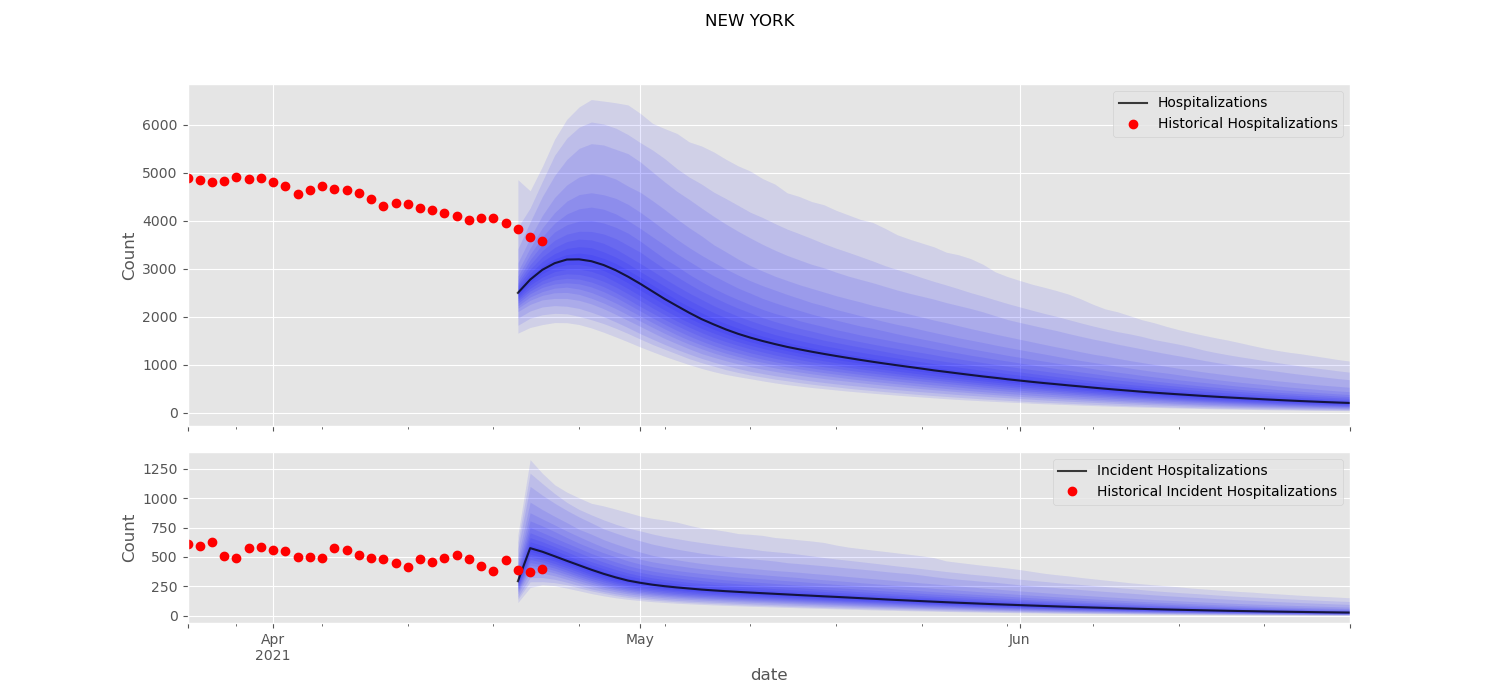 NEW YORK
Hospitalizations
Historical Hospitalizations
6000
5000
4000
3000
2000
1000
0
Count
Incident Hospitalizations
Historical Incident Hospitalizations
1250
1000
750
500
250
0
Count
Apr
2021
May
Jun
date